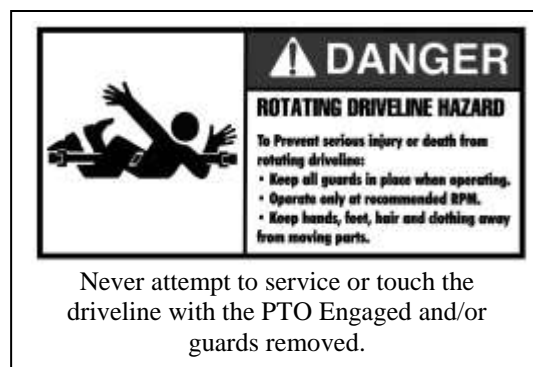 DANGER
ROTATING DRIVELINE HAZARD
To Prevent serious injury or death from
rotating driveline:
• Keep all guards in place when operating.
• Operate only at recommended RPM.
• Keep hands, feet, hair and clothing away
from moving parts.
Never attempt to service or touch the
driveline with the PTO Engaged and/or
guards removed.